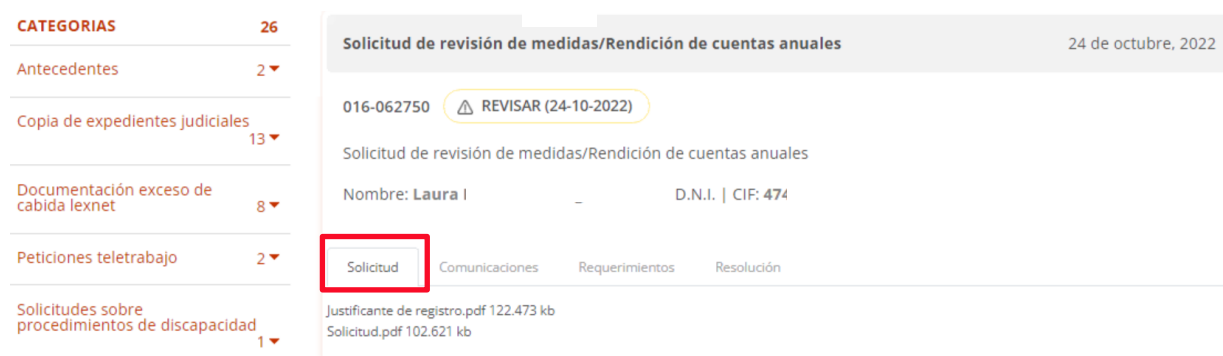 CATEGORIAS 26
Antecedentes 2
Copia de expedientes judiciales
13
Documentación exceso de
cabida lexnet 8
Peticiones teletrabajo 2
Solicitudes sobre
procedimientos de discapacidad
1
Solicitud de revisión de medidas/Rendición de cuentas anuales 24 de octubre, 2022
016-062750 REVISAR (24-10-2022)
Solicitud de revisión de medidas/Rendición de cuentas anuales
Nombre: Laura D.N.I. | CIF: 474
Solicitud Comunicaciones Requerimientos Resolución
Justificante de registro.pdf 122.473 kb
Solicitud.pdf 102.621 kb